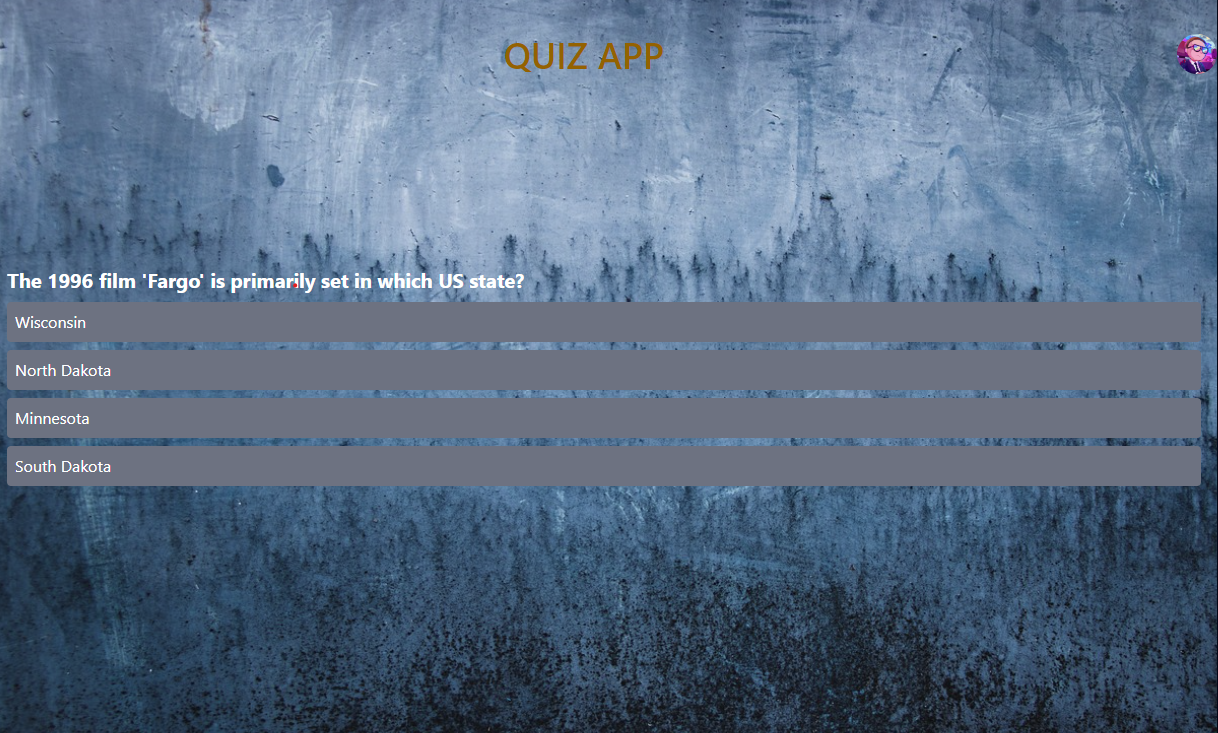 QUIZ APP
The 1996 film 'Fargo' is primarily set in which US state?
Wisconsin
North Dakota
Minnesota
South Dakota